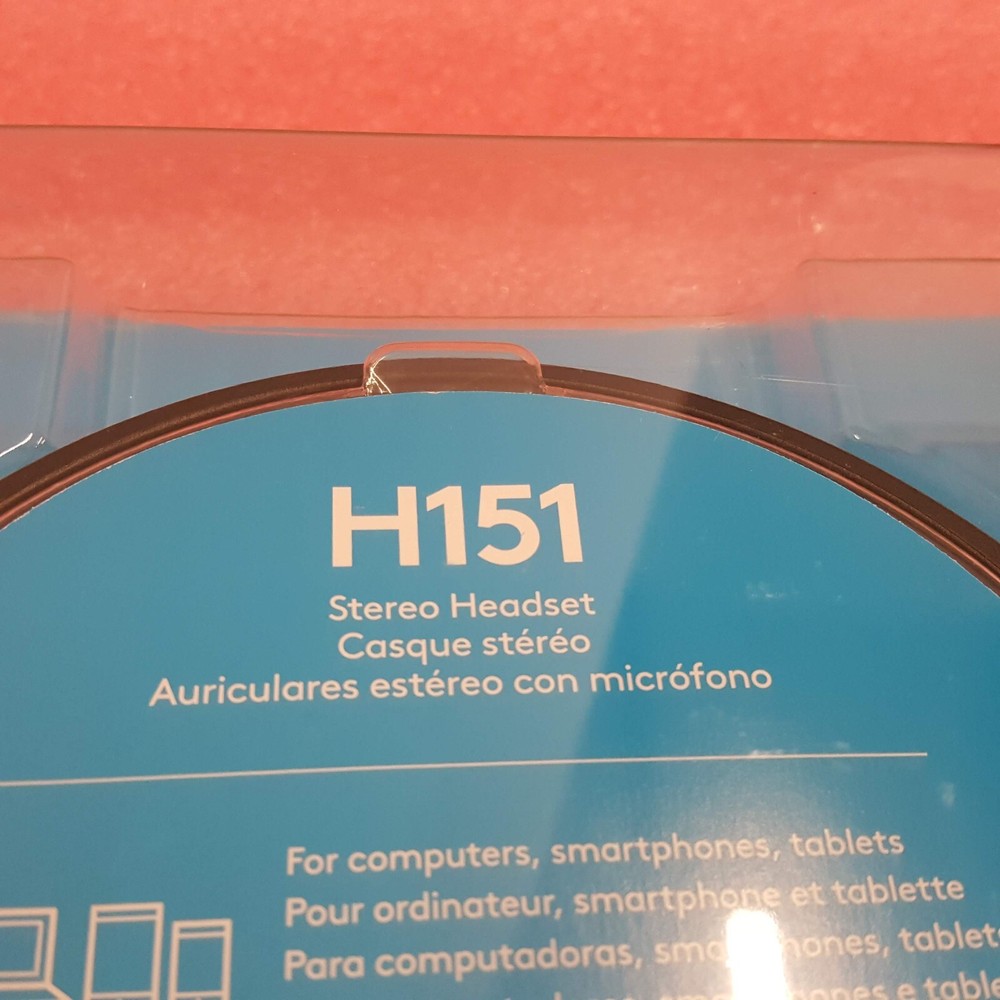 H151
Stereo Headset
Casque stéréo
Auriculares estéreo con micrófono
For computers, smartphones, tablets
Pour ordinateur, smartphone et tablette
Para computadoras,
e